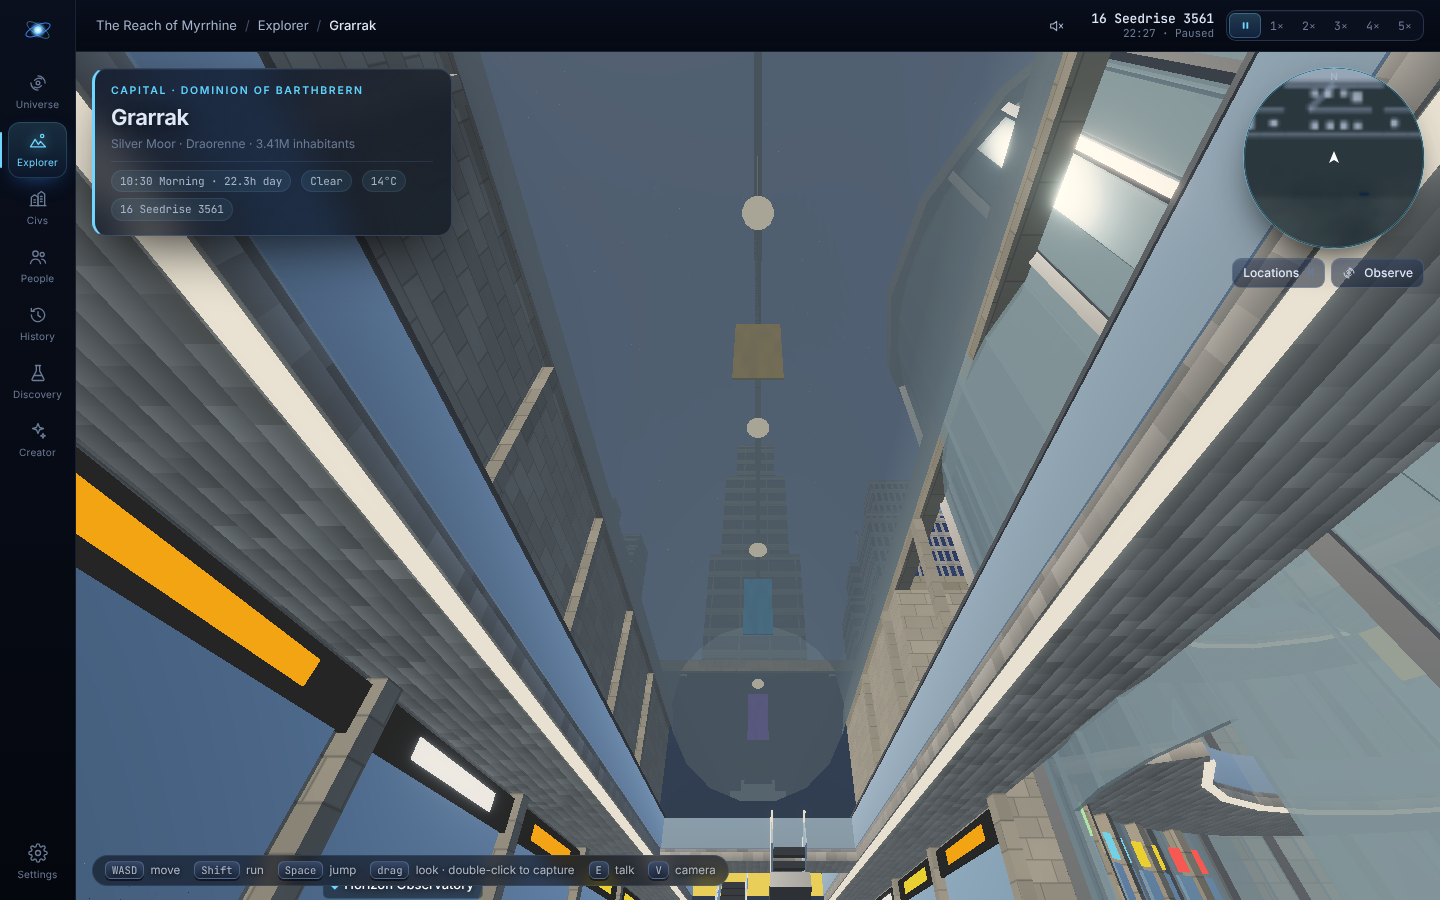 The Reach of Myrrhine / Explorer / Grarrak
16 Seedrise 3561
22:27 · Paused
1× 2× 3× 4× 5×
Universe
Explorer
Civs
People
History
Discovery
Creator
Settings
CAPITAL · DOMINION OF BARTHBRERN
Grarrak
Silver Moor · Draorenne · 3.41M inhabitants
10:30 Morning · 22.3h day
Clear
14°C
16 Seedrise 3561
N
Locations
Observe
WASD move Shift run Space jump drag look · double-click to capture E talk V camera
Horizon Observatory